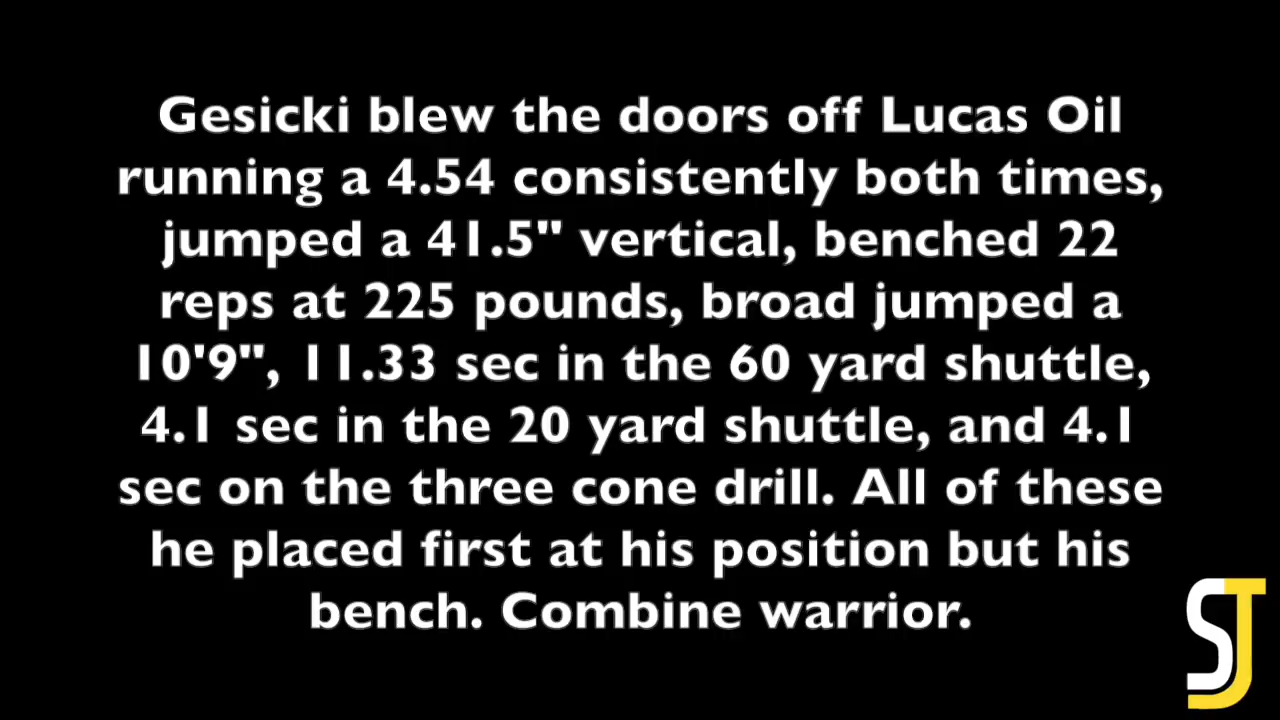 Gesicki blew the doors off Lucas Oil
running a 4.54 consistently both times,
jumped a 41.5" vertical, benched 22
reps at 225 pounds, broad jumped a
10'9", 11.33 sec in the 60 yard shuttle,
4.1 sec in the 20 yard shuttle, and 4.1
sec on the three cone drill. All of these
he placed first at his position but his
bench. Combine warrior.
SJ